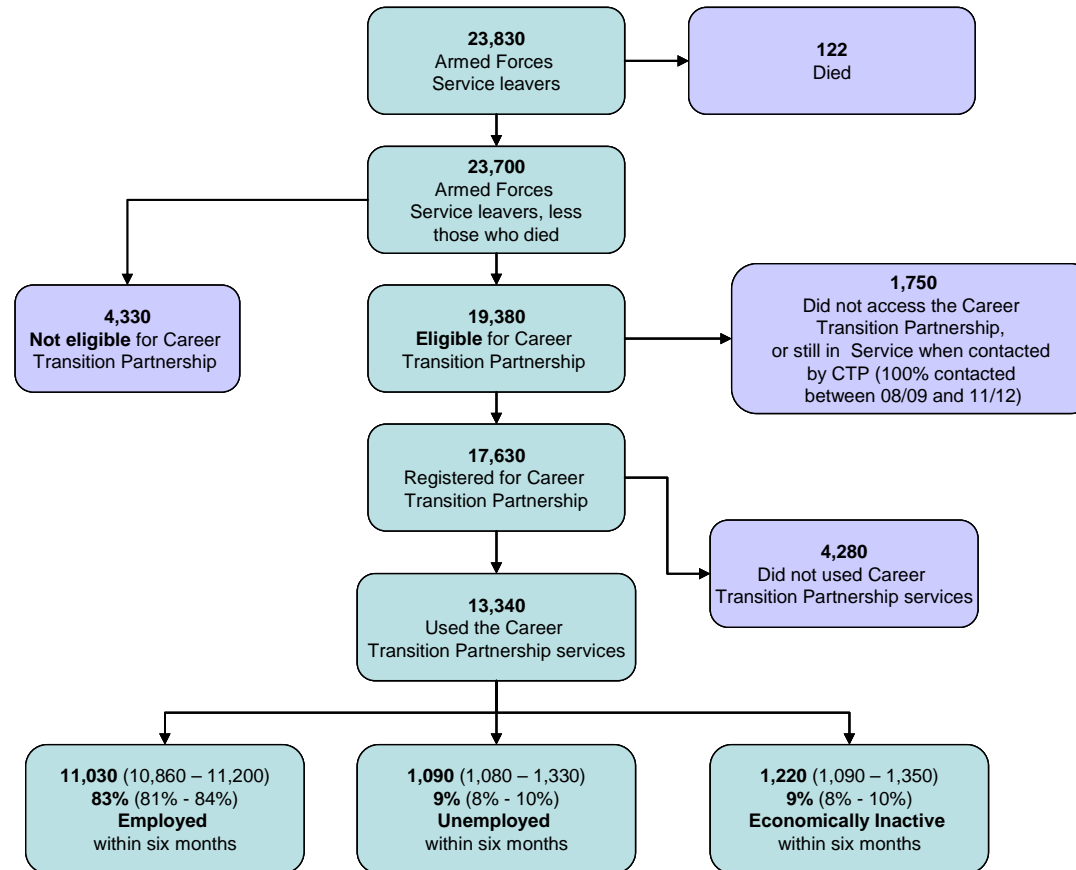 23,830
Armed Forces
Service leavers
122
Died
23,700
Armed Forces
Service leavers, less
those who died
4,330
Not eligible for Career
Transition Partnership
19,380
Eligible for Career
Transition Partnership
1,750
Did not access the Career
Transition Partnership,
or still in  Service when contacted
by CTP (100% contacted
between 08/09 and 11/12)
17,630
Registered for Career
Transition Partnership
4,280
Did not used Career
Transition Partnership services
13,340
Used the Career
Transition Partnership services
11,030 (10,860 – 11,200)
83% (81% - 84%)
Employed
within six months
1,090 (1,080 – 1,330)
9% (8% - 10%)
Unemployed
within six months
1,220 (1,090 – 1,350)
9% (8% - 10%)
Economically Inactive
within six months